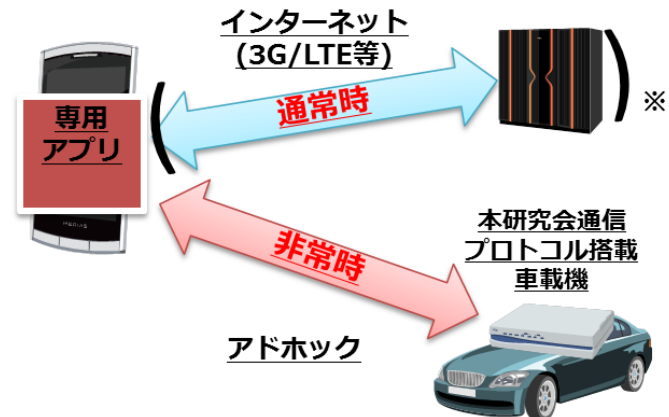 インターネット
(3G/LTE等)
通常時
※
専用
アプリ
非常時
本研究会通信
プロトコル搭載
車載機
アドホック